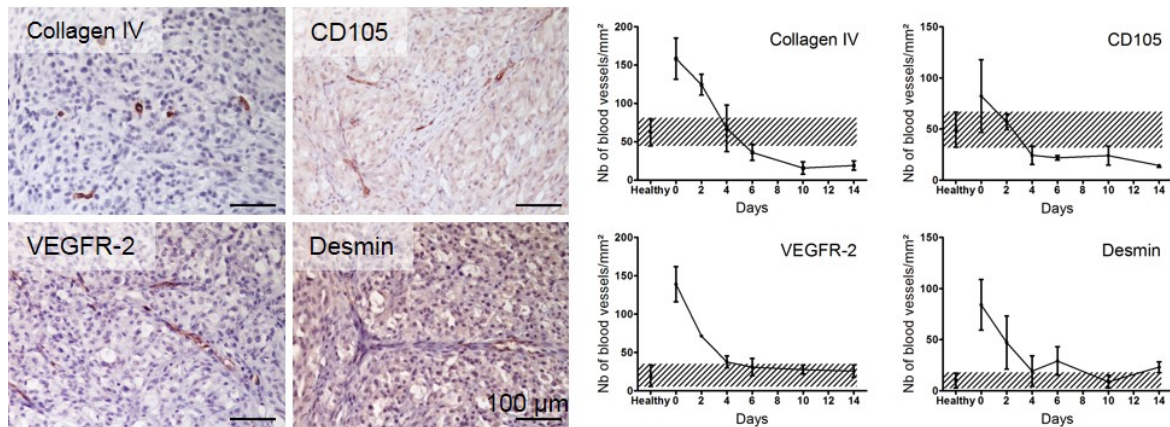 Collagen IV
CD105
VEGFR-2
Desmin
100 µm
Nb of blood vessels/mm²
200
150
100
50
0
Collagen IV
Healthy 0 2 4 6 8 10 12 14
Days
Nb of blood vessels/mm²
150
100
50
0
CD105
Healthy 0 2 4 6 8 10 12 14
Days
Nb of blood vessels/mm²
200
150
100
50
0
VEGFR-2
Healthy 0 2 4 6 8 10 12 14
Days
Nb of blood vessels/mm²
150
100
50
0
Desmin
Healthy 0 2 4 6 8 10 12 14
Days